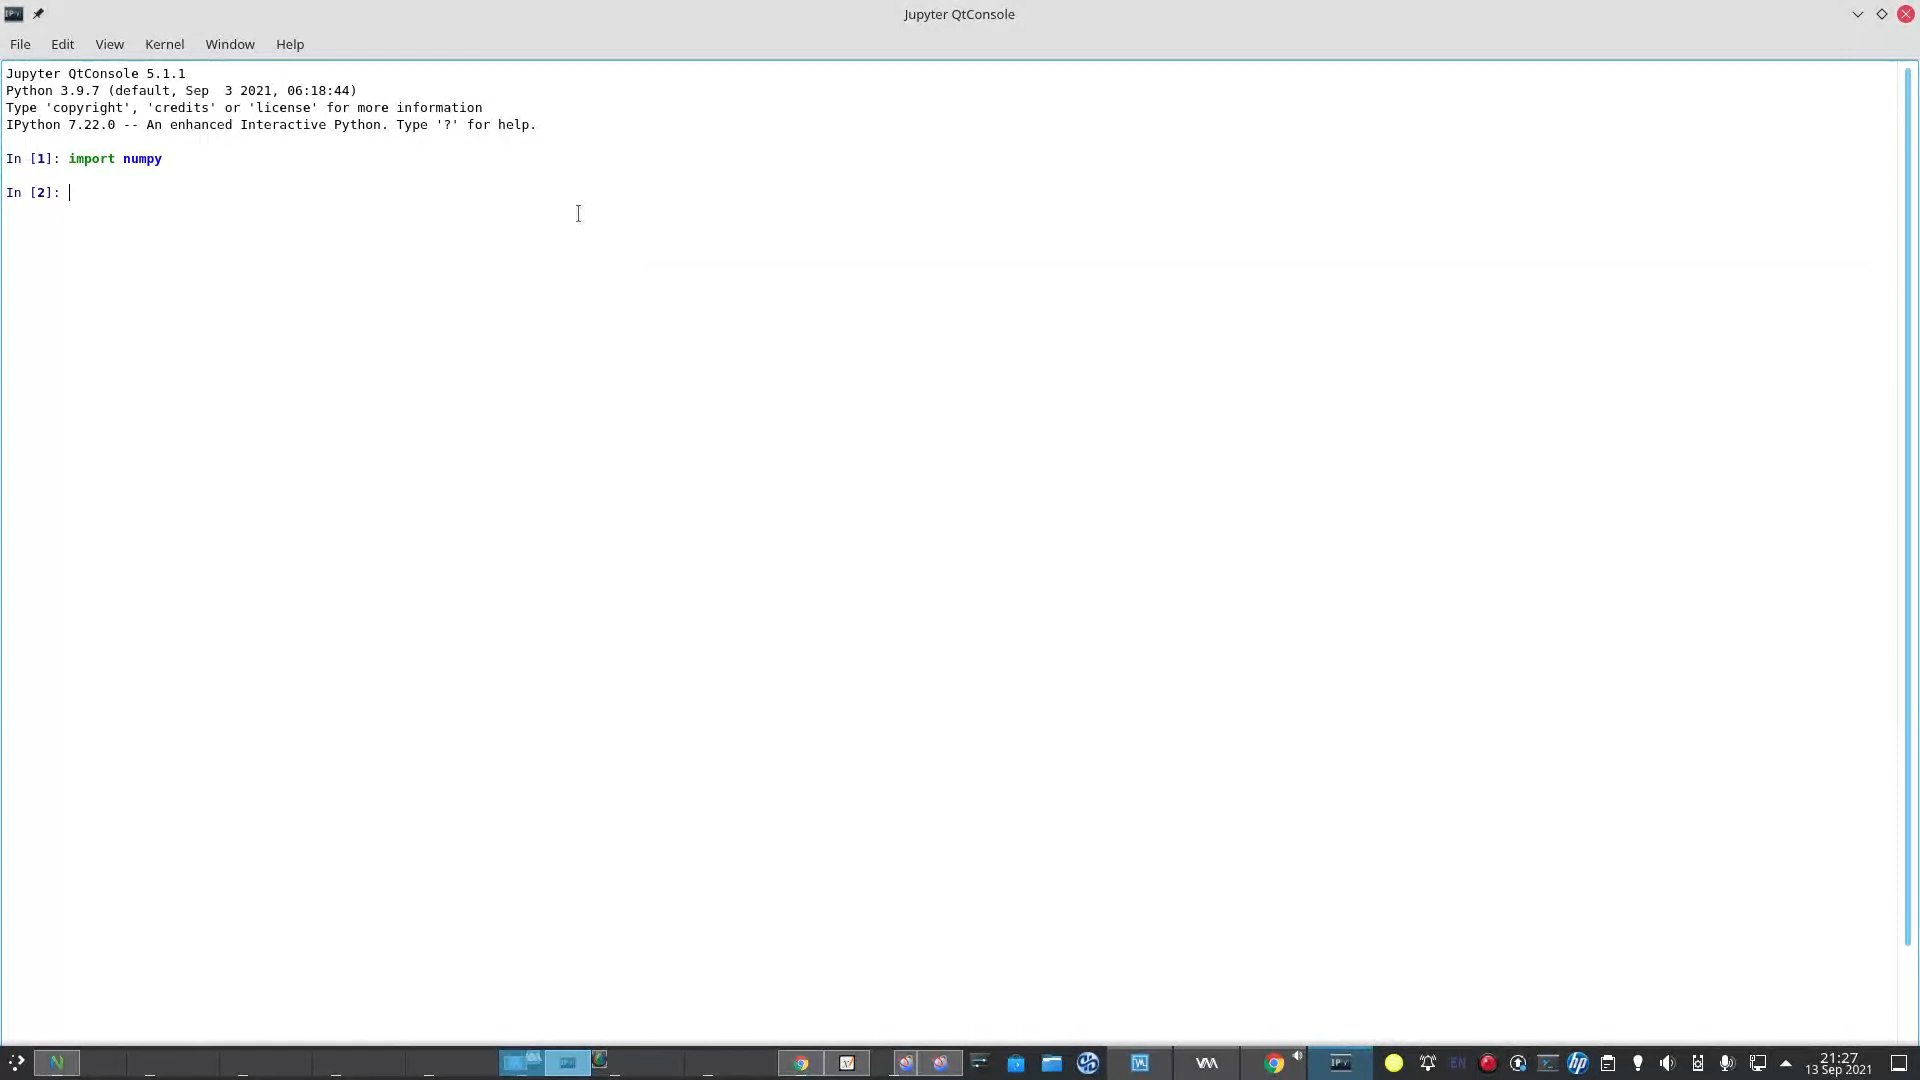 Jupyter QtConsole
File Edit View Kernel Window Help
Jupyter QtConsole 5.1.1
Python 3.9.7 (default, Sep  3 2021, 06:18:44)
Type 'copyright', 'credits' or 'license' for more information
IPython 7.22.0 -- An enhanced Interactive Python. Type '?' for help.
In [1]: import numpy
In [2]:
EN
hp
21:27
13 Sep 2021